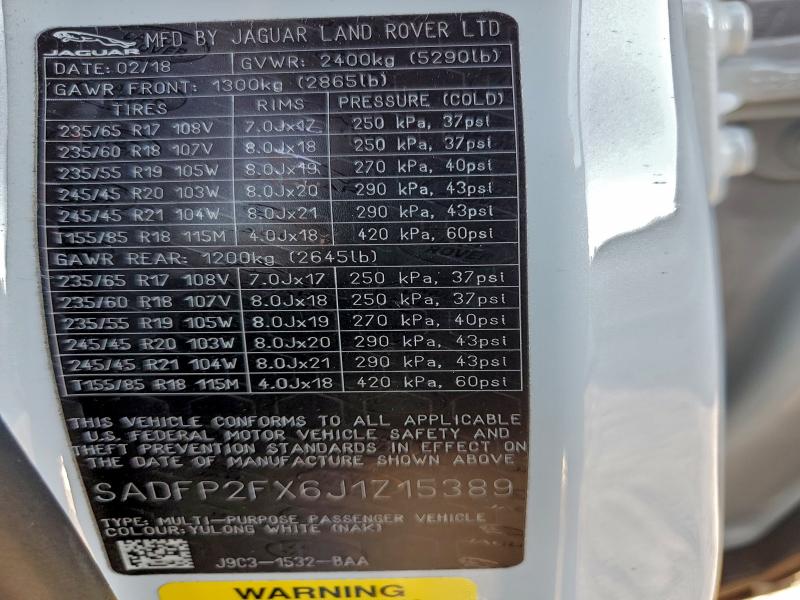 JAGUAR MFD BY JAGUAR LAND ROVER LTD
DATE: 02/18 GVWR: 2400kg (5290lb)
GAWR FRONT: 1300kg (2865lb)
TIRES RIMS PRESSURE (COLD)
235/65 R17 108V 7.0Jx17 250 kPa, 37psi
235/60 R18 107V 8.0Jx18 250 kPa, 37psi
235/55 R19 105W 8.0Jx19 270 kPa, 40psi
245/45 R20 103W 8.0Jx20 290 kPa, 43psi
245/45 R21 104W 8.0Jx21 290 kPa, 43psi
T155/85 R18 115M 4.0Jx18 420 kPa, 60psi
GAWR REAR: 1200kg (2645lb)
235/65 R17 108V 7.0Jx17 250 kPa, 37psi
235/60 R18 107V 8.0Jx18 250 kPa, 37psi
235/55 R19 105W 8.0Jx19 270 kPa, 40psi
245/45 R20 103W 8.0Jx20 290 kPa, 43psi
245/45 R21 104W 8.0Jx21 290 kPa, 43psi
T155/85 R18 115M 4.0Jx18 420 kPa, 60psi
THIS VEHICLE CONFORMS TO ALL APPLICABLE
U.S. FEDERAL MOTOR VEHICLE SAFETY AND
THEFT PREVENTION STANDARDS IN EFFECT ON
THE DATE OF MANUFACTURE SHOWN ABOVE
SADFP2FX6J1Z15389
TYPE: MULTI-PURPOSE PASSENGER VEHICLE
COLOUR: YULONG WHITE (NAK)
J9C3-1532-BAA
WARNING